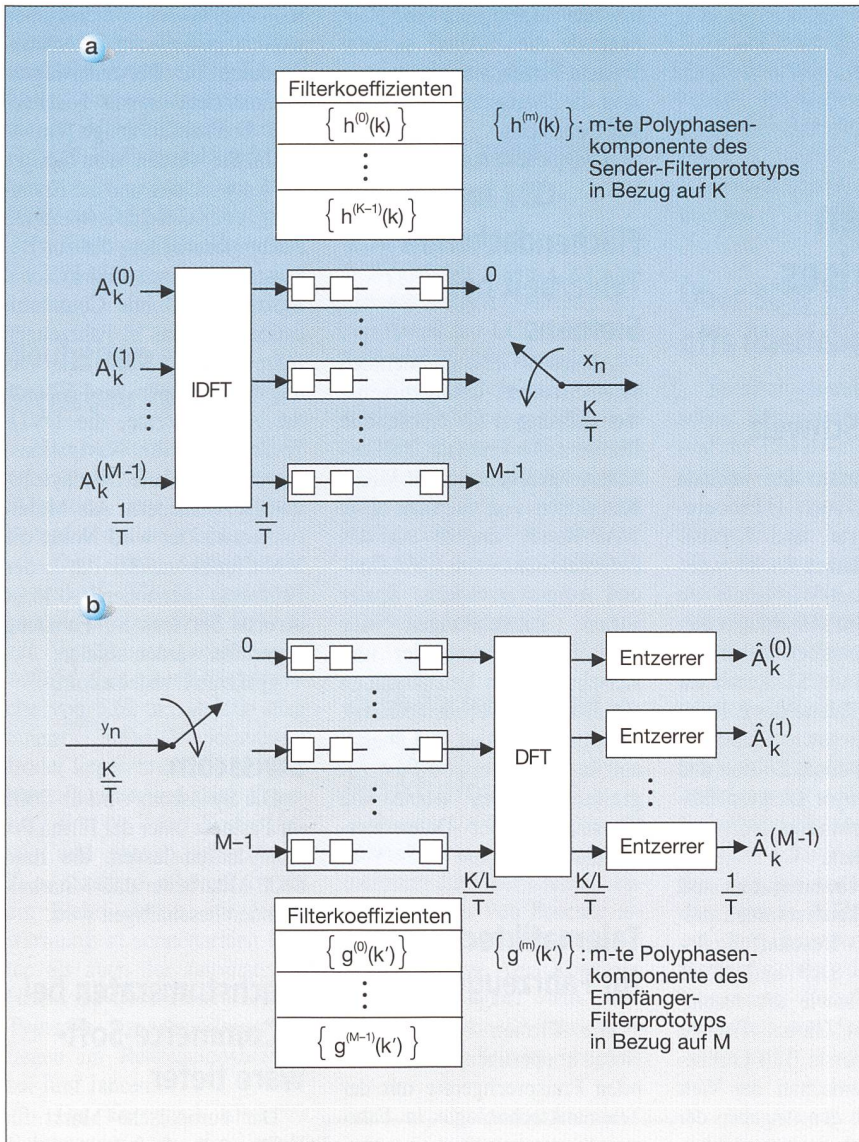 a
Filterkoeffizienten
{ h^(0)(k) }
⋮
{ h^(K–1)(k) }
{ h^(m)(k) } : m-te Polyphasen-
komponente des
Sender-Filterprototyps
in Bezug auf K
A_k^(0)
A_k^(1)
⋮
A_k^(M-1)
1/T
IDFT
1/T
0
⋮
⋮
M-1
x_n
K/T
b
y_n
K/T
0
⋮
⋮
M-1
K/L/T
DFT
K/L/T
Entzerrer
Entzerrer
⋮
Entzerrer
1/T
Â_k^(0)
Â_k^(1)
⋮
Â_k^(M-1)
Filterkoeffizienten
{ g^(0)(k') }
⋮
{ g^(M–1)(k') }
{ g^(m)(k') } : m-te Polyphasen-
komponente des
Empfänger-
Filterprototyps
in Bezug auf M